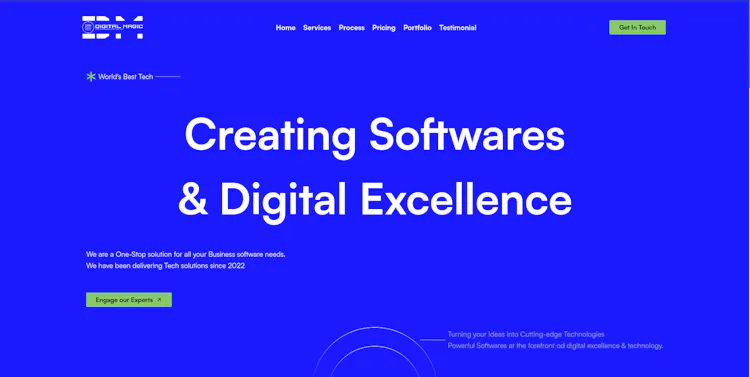 DIGITAL MAGIC
Home Services Process Pricing Portfolio Testimonial
Get In Touch
World's Best Tech
Creating Softwares
& Digital Excellence
We are a One-Stop solution for all your Business software needs.
We have been delivering Tech solutions since 2022
Engage our Experts
Turning your Ideas into Cutting-edge Technologies
Powerful Softwares at the forefront od digital excellence & technology.